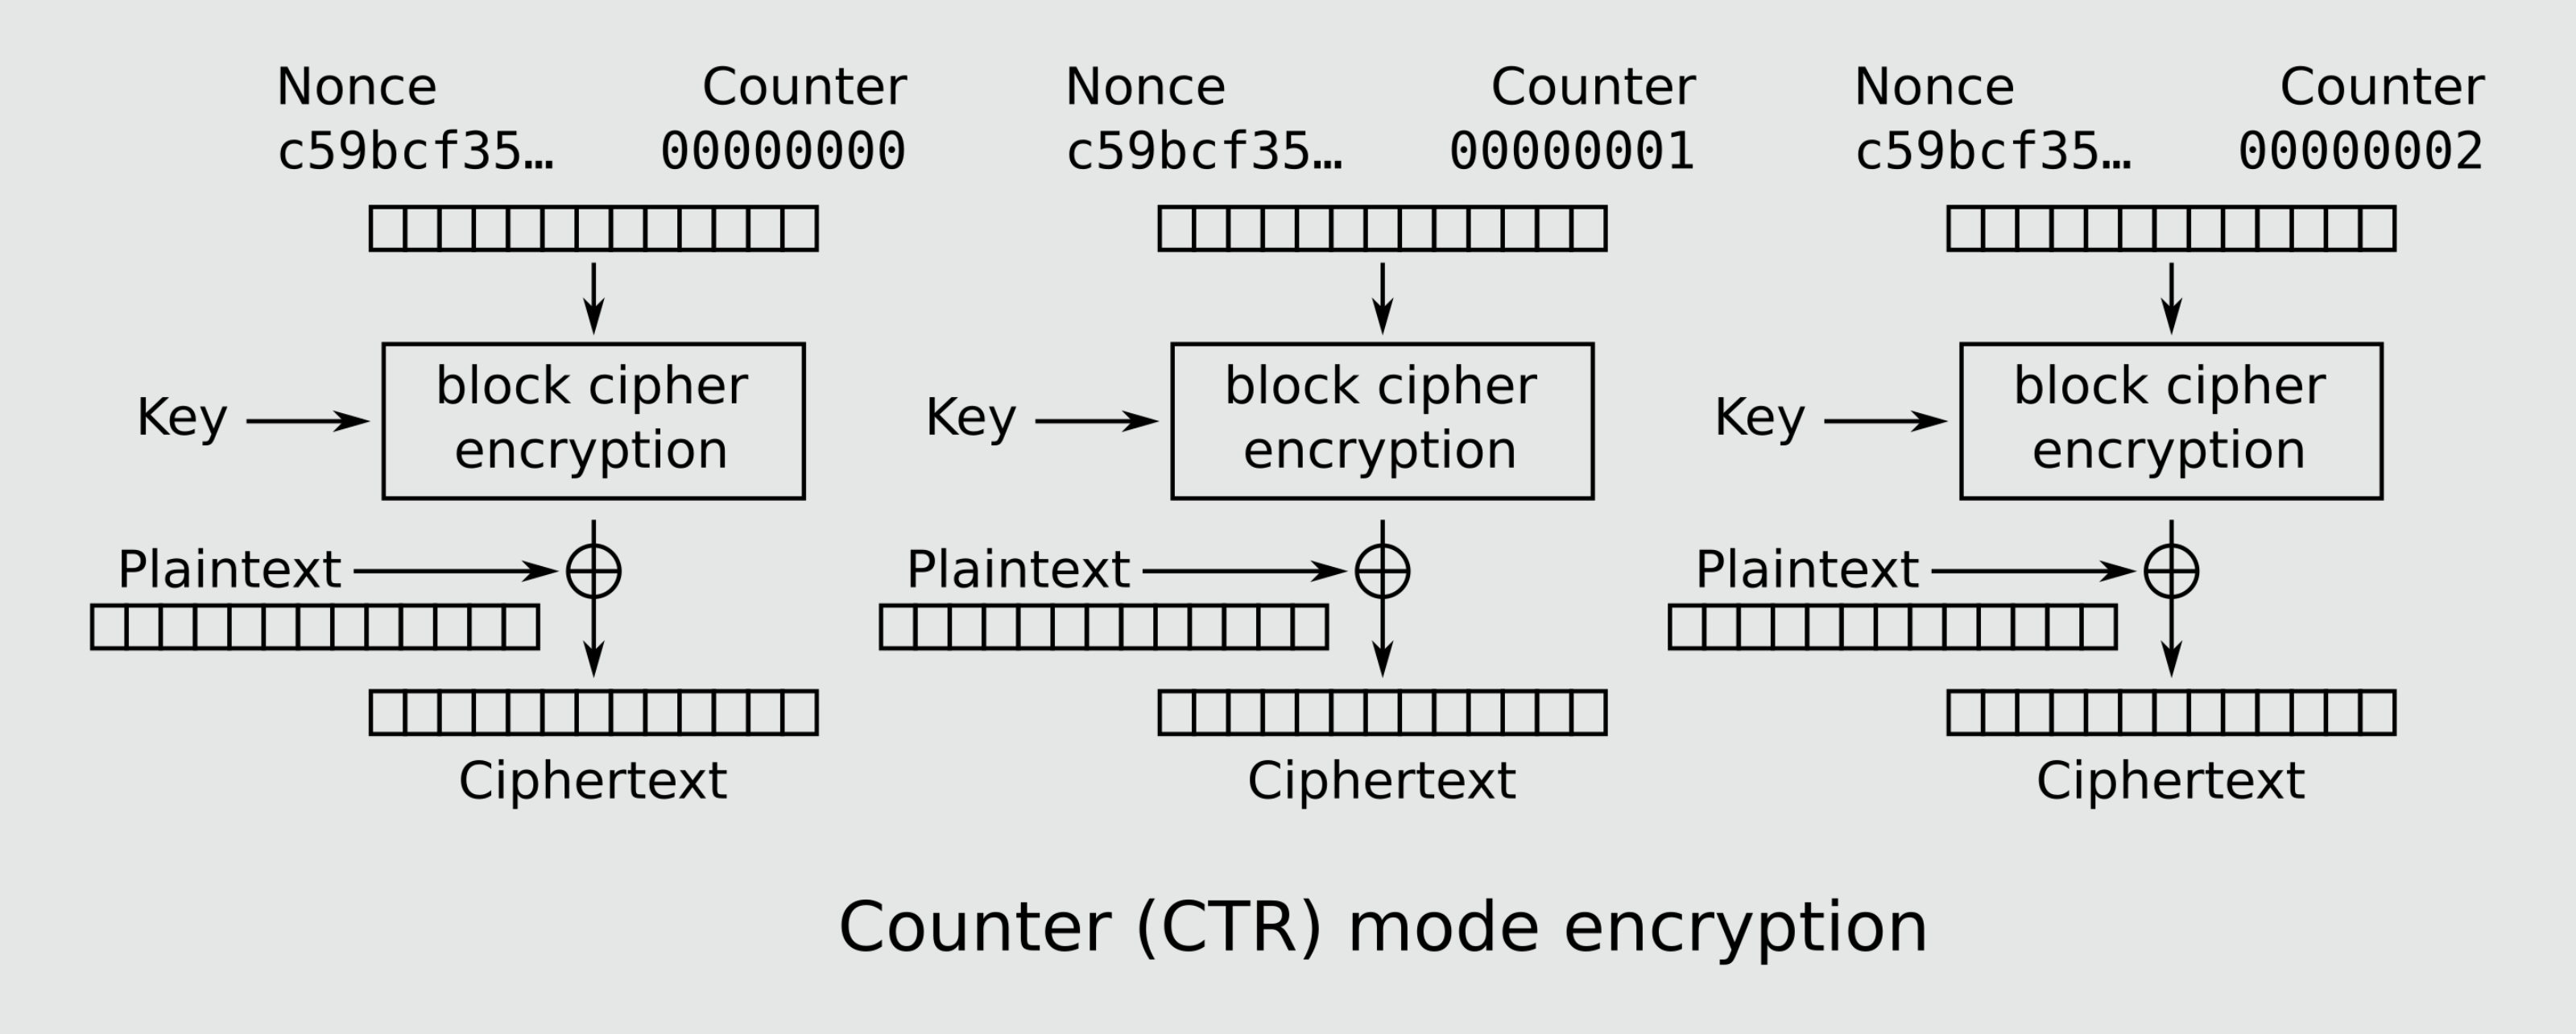 Nonce Counter Nonce Counter Nonce Counter
c59bcf35… 00000000 c59bcf35… 00000001 c59bcf35… 00000002
block cipher block cipher block cipher
Key Key Key
encryption encryption encryption
Plaintext Plaintext Plaintext
Ciphertext Ciphertext Ciphertext
Counter (CTR) mode encryption